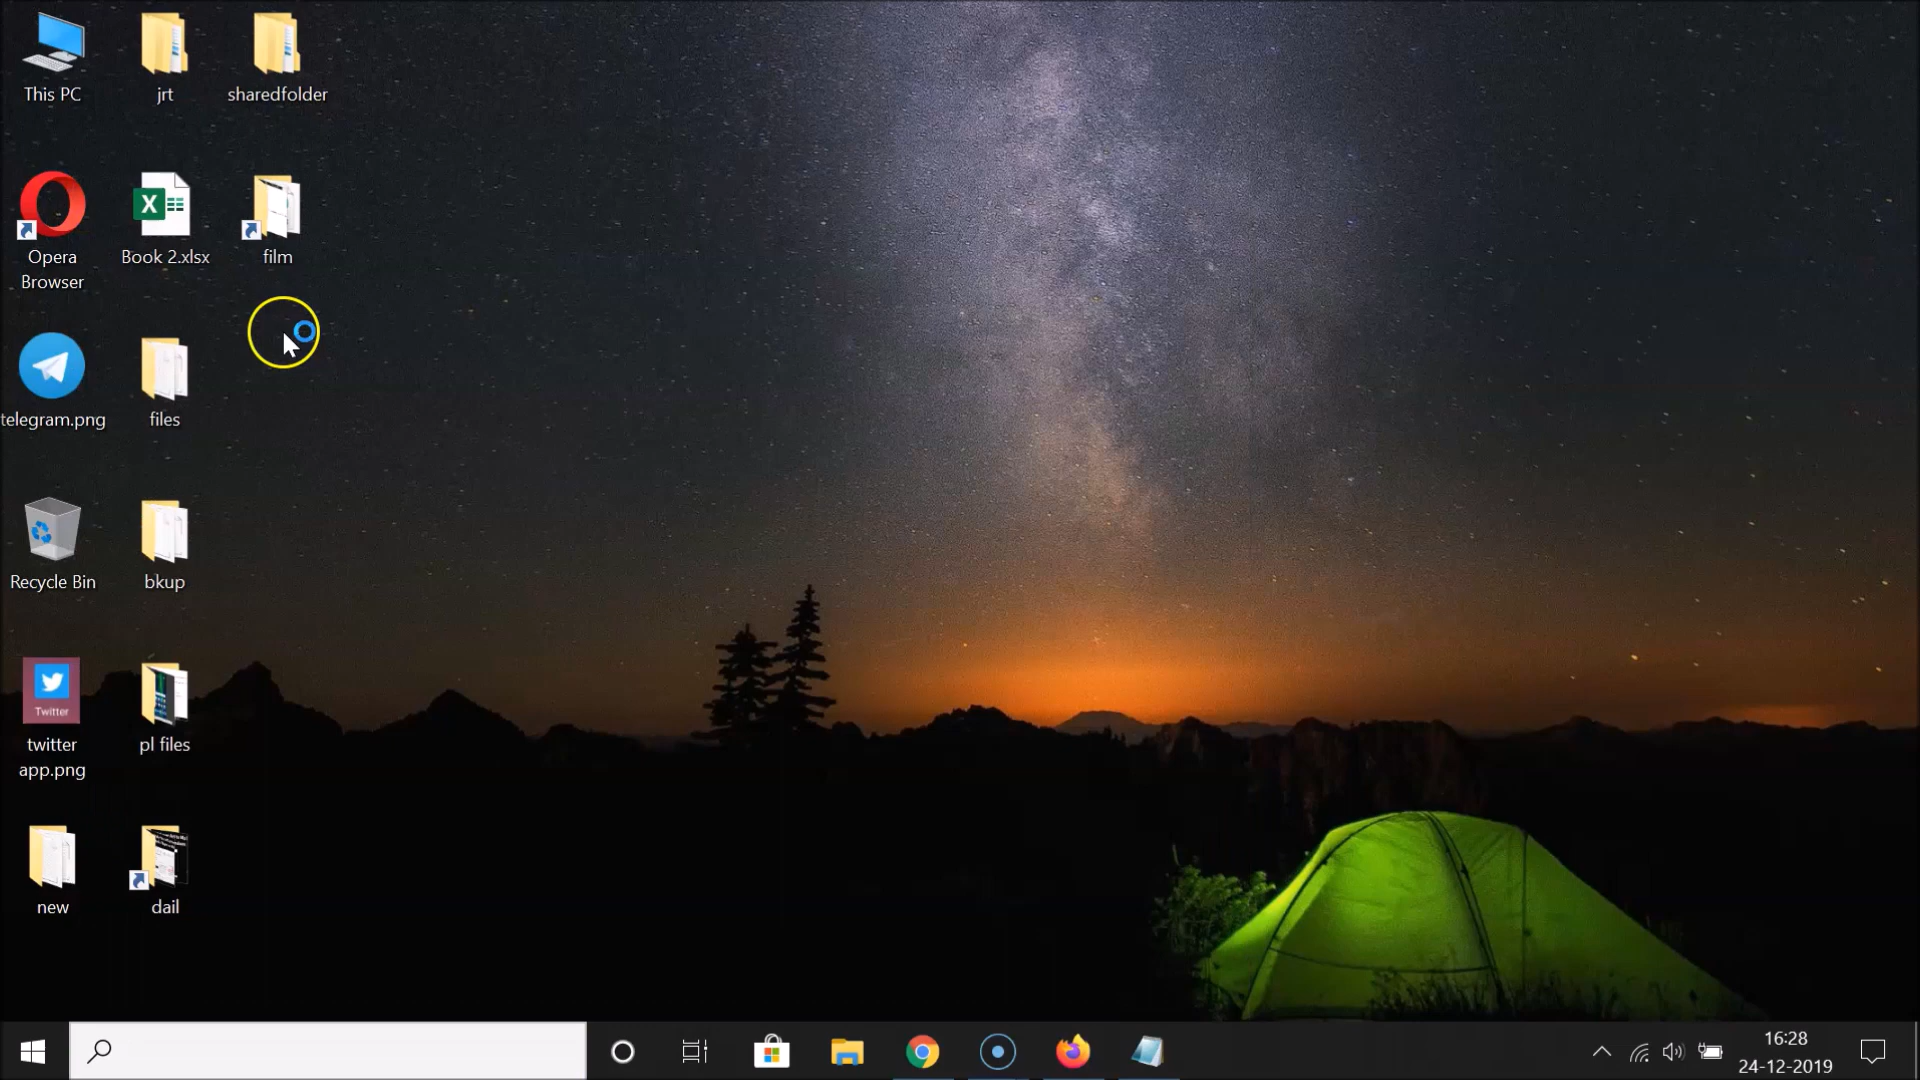 This PC
jrt
sharedfolder
Opera
Browser
Book 2.xlsx
film
telegram.png
files
Recycle Bin
bkup
Twitter
twitter
app.png
pl files
new
dail
16:28
24-12-2019